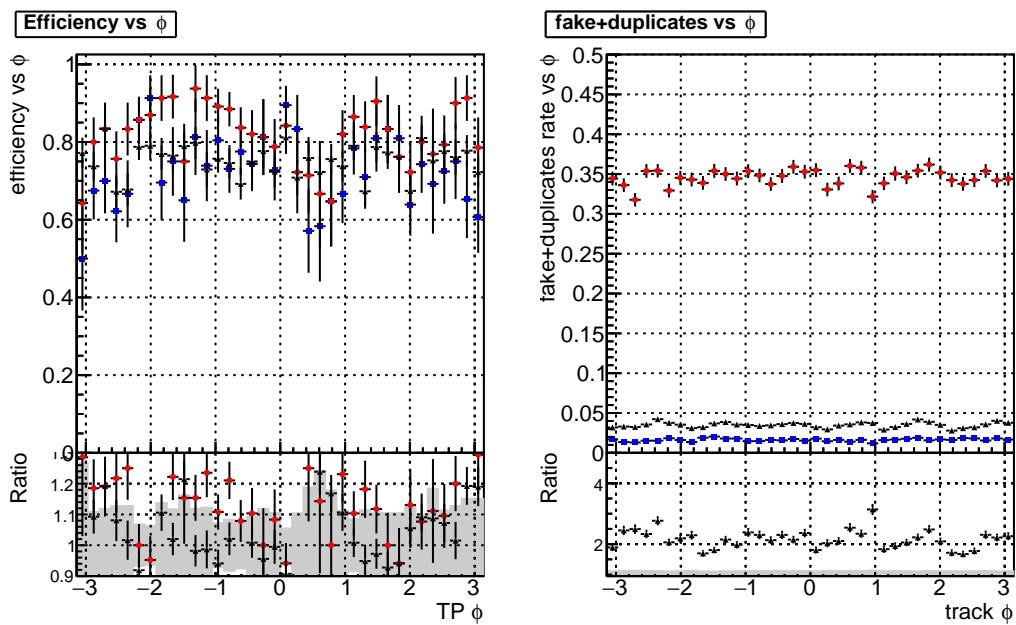 Efficiency vs ϕ
efficiency vs ϕ
1
0.8
0.6
0.4
0.2
0
Ratio
1.3
1.2
1.1
1
0.9
−3 −2 −1 0 1 2 3
TP ϕ
fake+duplicates vs ϕ
fake+duplicates rate vs ϕ
0.5
0.45
0.4
0.35
0.3
0.25
0.2
0.15
0.1
0.05
0
Ratio
4
2
−3 −2 −1 0 1 2 3
track ϕ